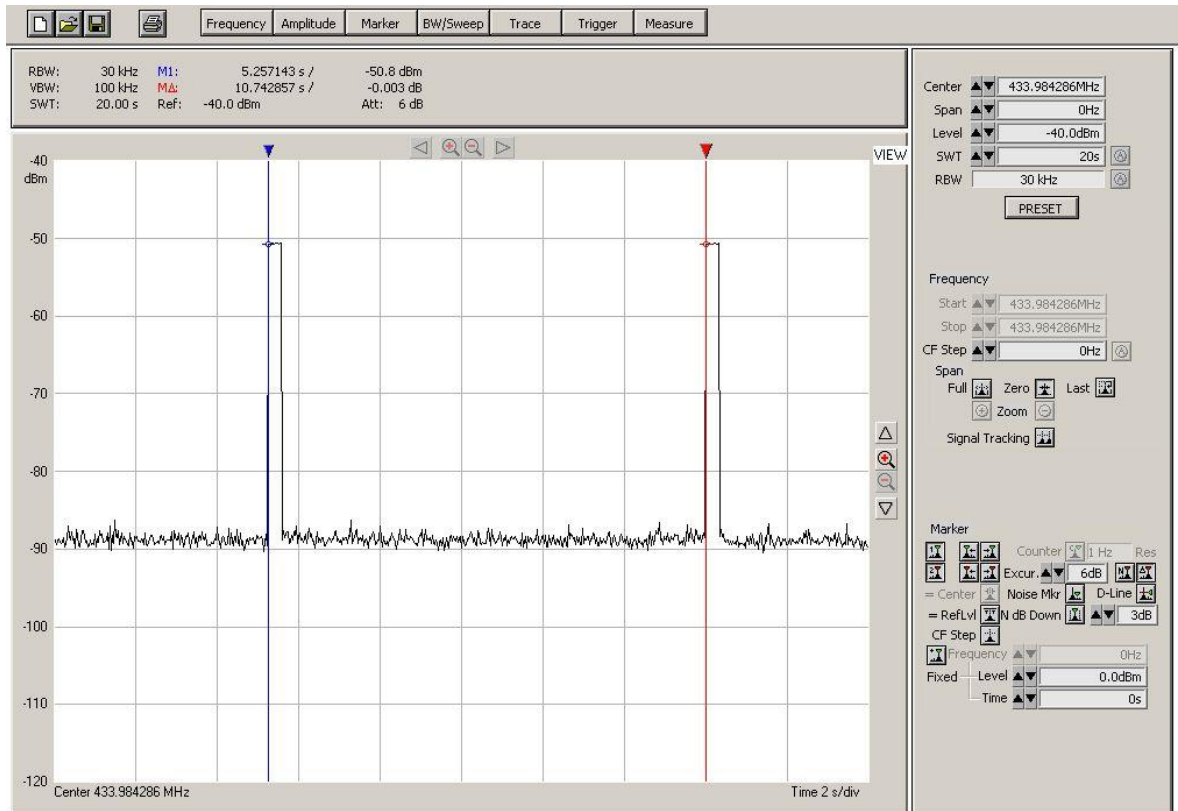 Frequency Amplitude Marker BW/Sweep Trace Trigger Measure
RBW: 30 kHz M1: 5.257143 s / -50.8 dBm
VBW: 100 kHz MΔ: 10.742857 s / -0.003 dB
SWT: 20.00 s Ref: -40.0 dBm Att: 6 dB
VIEW
-40
dBm
-50
-60
-70
-80
-90
-100
-110
-120
Center 433.984286 MHz Time 2 s/div
Center 433.984286MHz
Span 0Hz
Level -40.0dBm
SWT 20s A
RBW 30 kHz A
PRESET
Frequency
Start 433.984286MHz
Stop 433.984286MHz
CF Step 0Hz A
Span
Full Zero Last
Zoom
Signal Tracking
Marker
1 Counter 1 Hz Res
2 Excur. 6dB N Δ
= Center Noise Mkr D-Line
= RefLvl N dB Down 3dB
CF Step
Frequency 0Hz
Fixed Level 0.0dBm
Time 0s